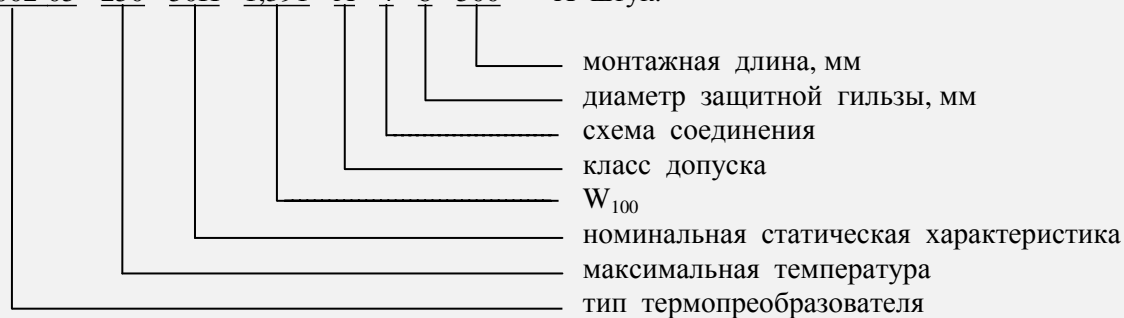 монтажная длина, мм
диаметр защитной гильзы, мм
схема соединения
класс допуска
W₁₀₀
номинальная статическая характеристика
максимальная температура
тип термопреобразователя